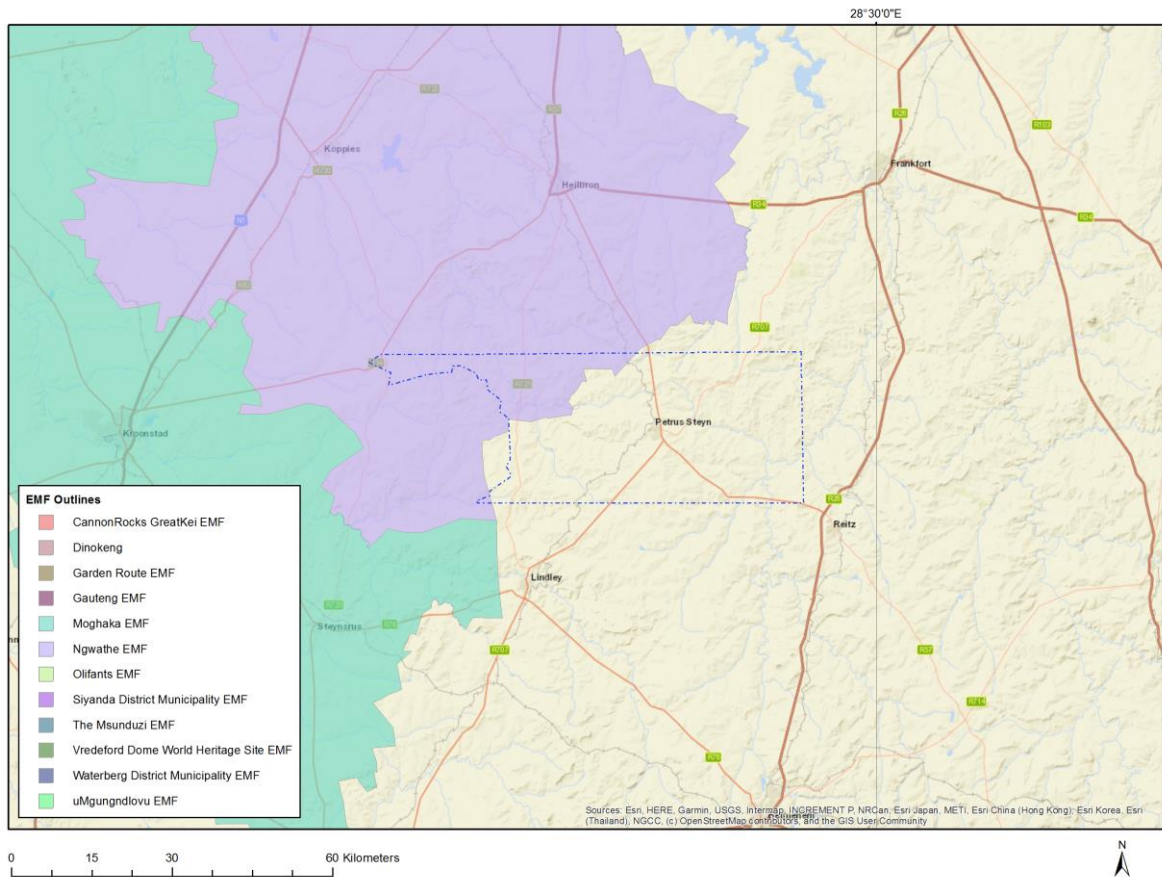 28°30'0"E
R26
R103
Koppies
Frankfort
Heilbron
R34
R34
R707
Petrus Steyn
Kroonstad
R26
Reitz
Lindley
Steynsrus
R76
R707
R57
R714
R76
EMF Outlines
CannonRocks GreatKei EMF
Dinokeng
Garden Route EMF
Gauteng EMF
Moghaka EMF
Ngwathe EMF
Olifants EMF
Siyanda District Municipality EMF
The Msunduzi EMF
Vredeford Dome World Heritage Site EMF
Waterberg District Municipality EMF
uMgungndlovu EMF
Sources: Esri, HERE, Garmin, USGS, Intermap, INCREMENT P, NRCan, Esri Japan, METI, Esri China (Hong Kong), Esri Korea, Esri
(Thailand), NGCC, (c) OpenStreetMap contributors, and the GIS User Community
0 15 30 60 Kilometers
N